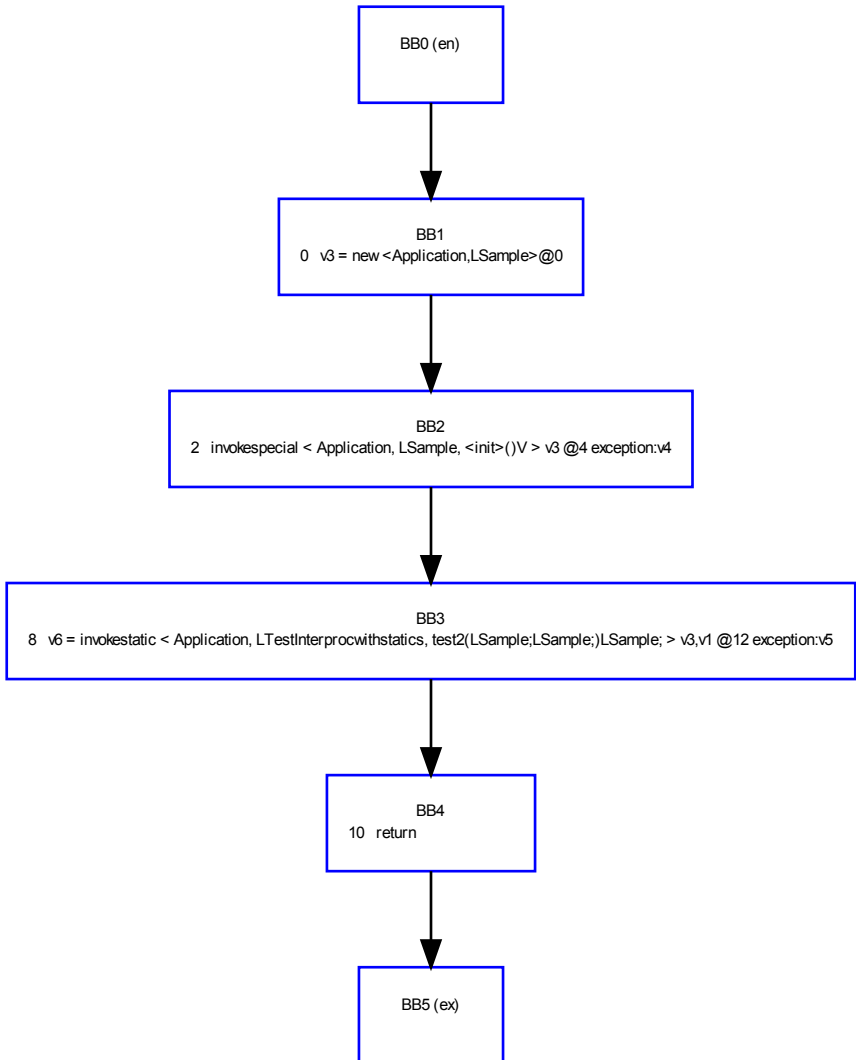 BB0 (en)
BB1
0 v3 = new <Application,LSample>@0
BB2
2 invokespecial < Application, LSample, <init>()V > v3 @4 exception:v4
BB3
8 v6 = invokestatic < Application, LTestInterprocwithstatics, test2(LSample;LSample;)LSample; > v3,v1 @12 exception:v5
BB4
10 return
BB5 (ex)